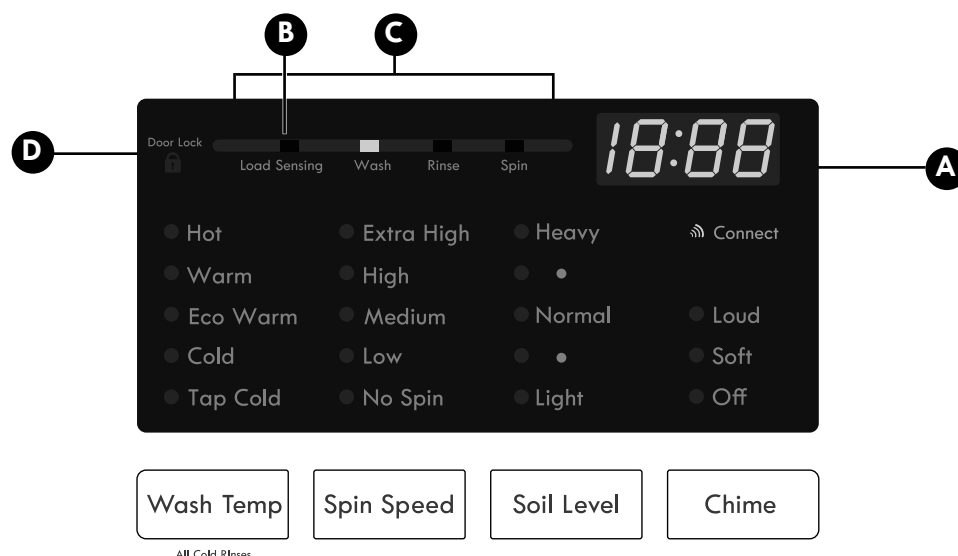 B
C
D
A
Door Lock
Load Sensing Wash Rinse Spin
18:88
Hot Extra High Heavy Connect
Warm High
Eco Warm Medium Normal Loud
Cold Low Soft
Tap Cold No Spin Light Off
Wash Temp Spin Speed Soil Level Chime
All Cold RInses